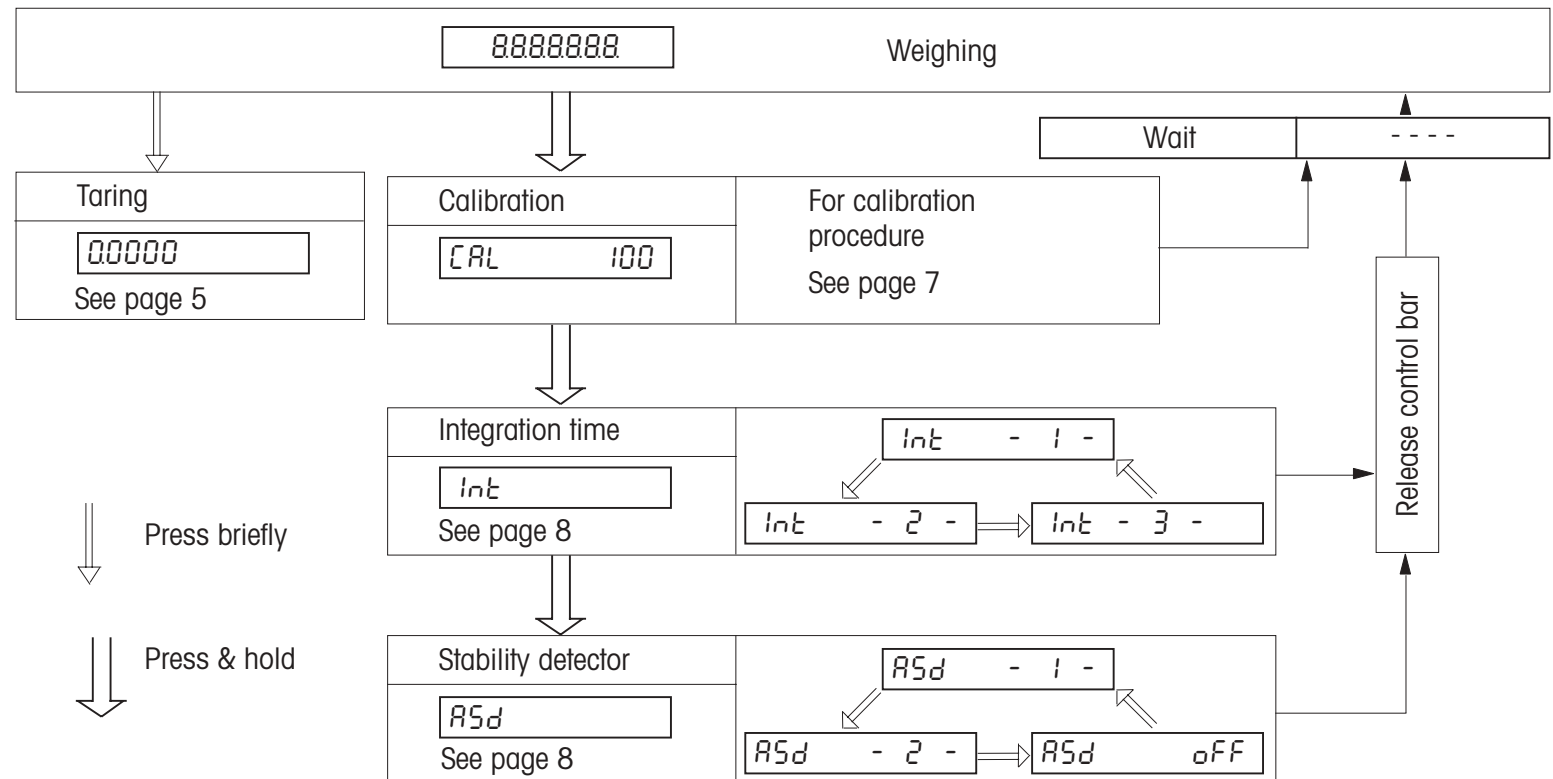 8.8.8.8.8.8.8.
Weighing
Wait
- - - -
Taring
0.0000
See page 5
Calibration
CAL 100
For calibration
procedure
See page 7
Integration time
Int
See page 8
Int - 1 -
Int - 2 -
Int - 3 -
Release control bar
Press briefly
Press & hold
Stability detector
ASd
See page 8
ASd - 1 -
ASd - 2 -
ASd oFF